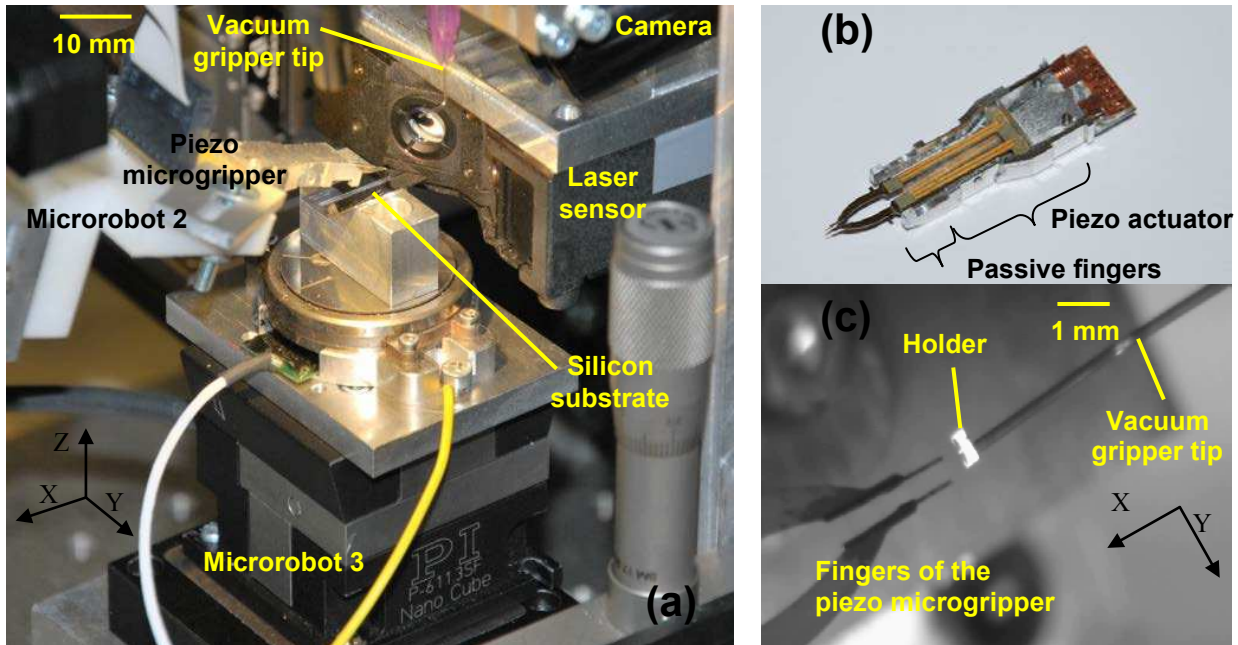 10 mm
Vacuum
gripper tip
Camera
Piezo
microgripper
Microrobot 2
Laser
sensor
Silicon
substrate
Z
X
Y
Microrobot 3
PI
P-611.3SF
Nano Cube
(a)
(b)
Piezo actuator
Passive fingers
(c)
1 mm
Holder
Vacuum
gripper tip
X
Y
Fingers of the
piezo microgripper